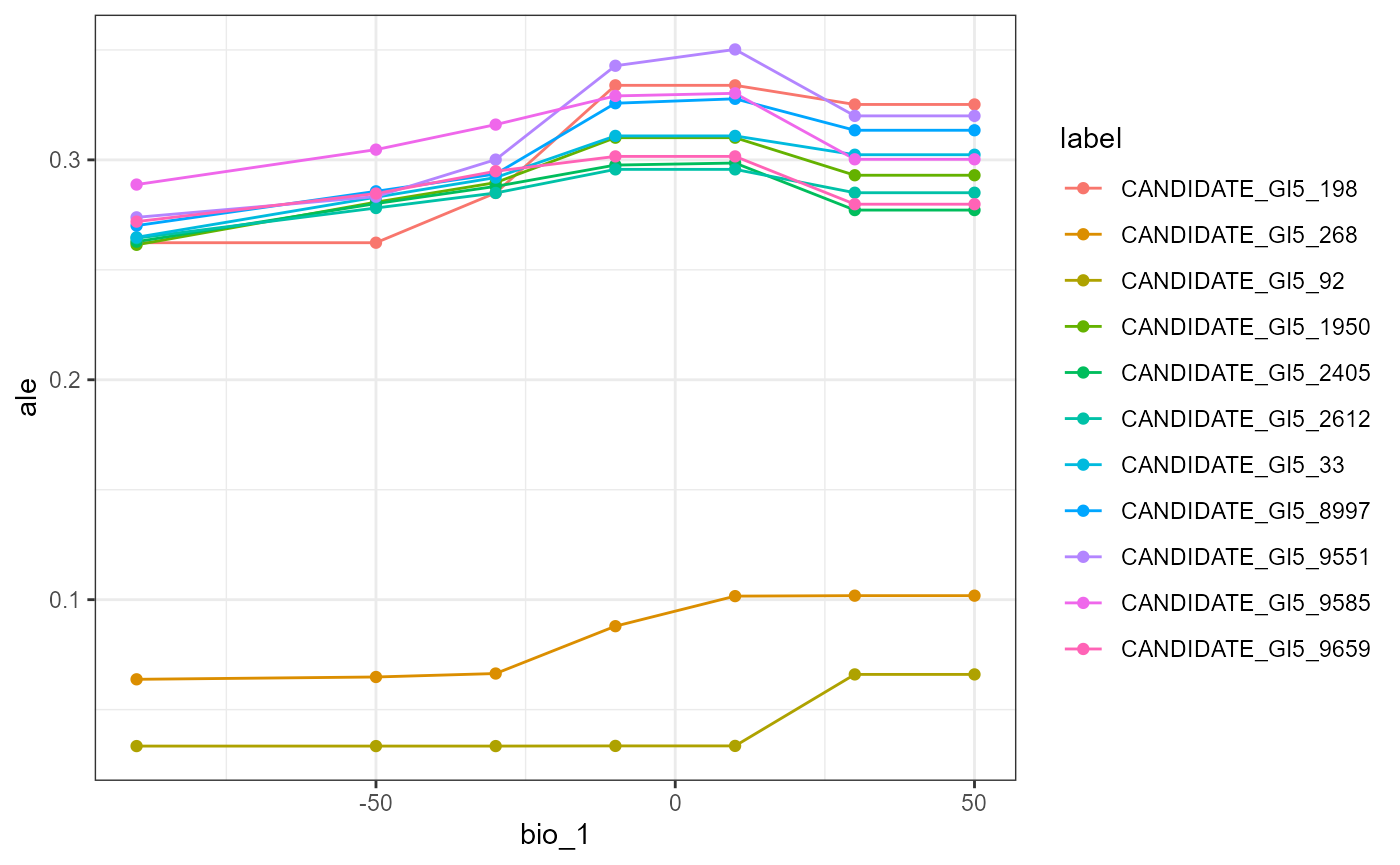 ale
0.3
0.2
0.1
-50
0
50
bio_1
label
CANDIDATE_GI5_198
CANDIDATE_GI5_268
CANDIDATE_GI5_92
CANDIDATE_GI5_1950
CANDIDATE_GI5_2405
CANDIDATE_GI5_2612
CANDIDATE_GI5_33
CANDIDATE_GI5_8997
CANDIDATE_GI5_9551
CANDIDATE_GI5_9585
CANDIDATE_GI5_9659